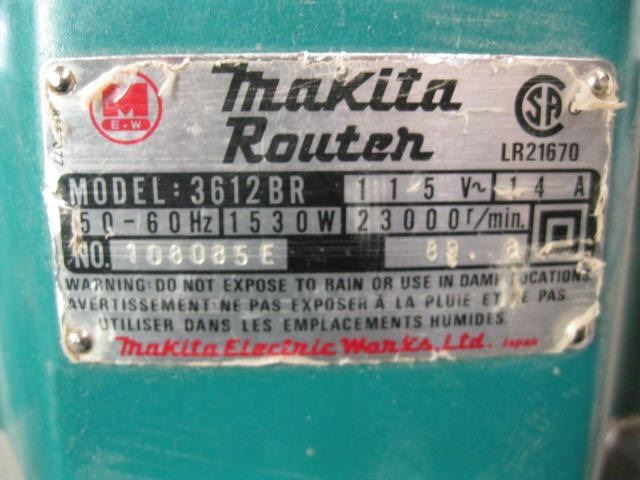 M
E.W
Makita
Router
CSA
LR21670
MODEL: 3612BR 115 V~ 14 A
50-60Hz 1530W 23000r/min.
NO. 108085E
WARNING: DO NOT EXPOSE TO RAIN OR USE IN DAMP LOCATIONS.
AVERTISSEMENT: NE PAS EXPOSER À LA PLUIE ET NE PAS
UTILISER DANS LES EMPLACEMENTS HUMIDES.
Makita Electric Works, Ltd. Japan